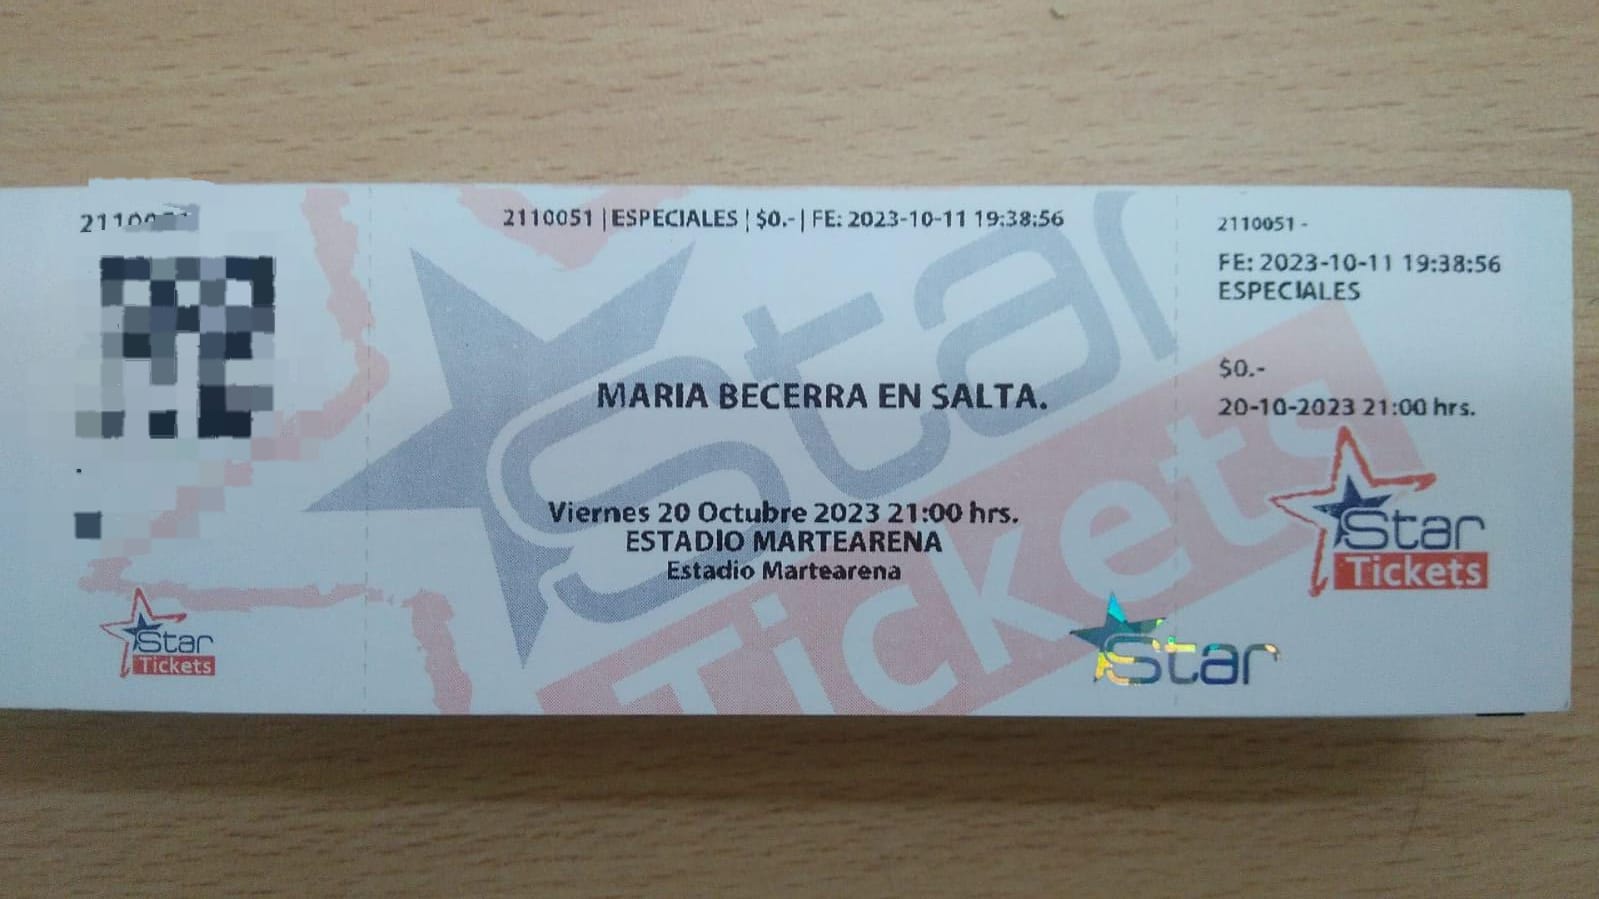 2110051 | ESPECIALES | $0.- | FE: 2023-10-11 19:38:56
MARIA BECERRA EN SALTA.
Viernes 20 Octubre 2023 21:00 hrs.
ESTADIO MARTEARENA
Estadio Martearena
2110051 -
FE: 2023-10-11 19:38:56
ESPECIALES
$0.-
20-10-2023 21:00 hrs.
Star
Tickets
Star
Tickets
Star
Tickets
Star